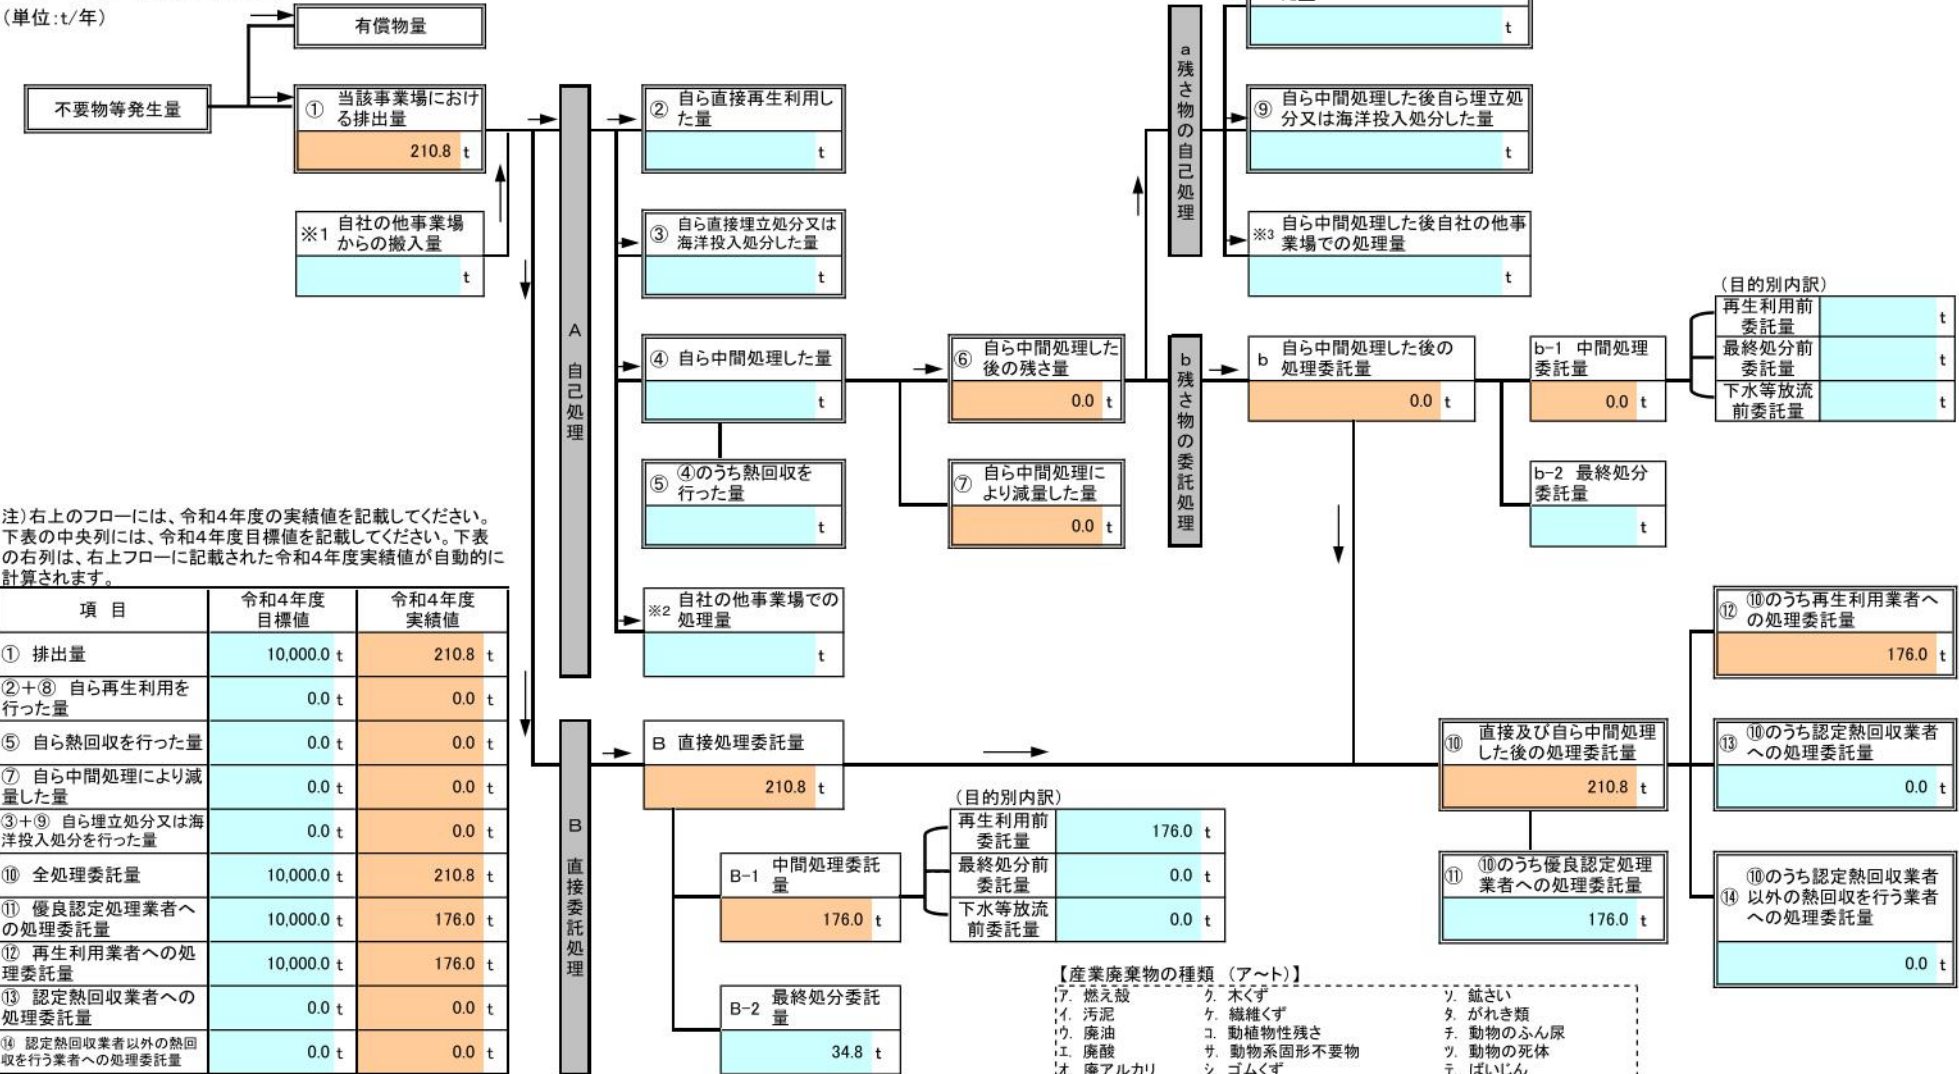 (単位:t/年)
有償物量
不要物等発生量
① 当該事業場におけ
る排出量
210.8 t
※1 自社の他事業場
からの搬入量
t
A 自己処理
② 自ら直接再生利用し
た量
t
③ 自ら直接埋立処分又は
海洋投入処分した量
t
④ 自ら中間処理した量
t
⑤ ④のうち熱回収を
行った量
t
※2 自社の他事業場での
処理量
t
⑥ 自ら中間処理した
後の残さ量
0.0 t
⑦ 自ら中間処理に
より減量した量
0.0 t
a 残さ物の自己処理
t
⑨ 自ら中間処理した後自ら埋立処
分又は海洋投入処分した量
t
※3 自ら中間処理した後自社の他事
業場での処理量
t
b 残さ物の委託処理
b 自ら中間処理した後の
処理委託量
0.0 t
b-1 中間処理
委託量
0.0 t
b-2 最終処分
委託量
t
(目的別内訳)
再生利用前
委託量
t
最終処分前
委託量
t
下水等放流
前委託量
t
注)右上のフローには、令和4年度の実績値を記載してください。
下表の中央列には、令和4年度目標値を記載してください。下表
の右列は、右上フローに記載された令和4年度実績値が自動的に
計算されます。
項 目 令和4年度
目標値 令和4年度
実績値
① 排出量 10,000.0 t 210.8 t
②+⑧ 自ら再生利用を
行った量 0.0 t 0.0 t
⑤ 自ら熱回収を行った量 0.0 t 0.0 t
⑦ 自ら中間処理により減
量した量 0.0 t 0.0 t
③+⑨ 自ら埋立処分又は海
洋投入処分を行った量 0.0 t 0.0 t
⑩ 全処理委託量 10,000.0 t 210.8 t
⑪ 優良認定処理業者へ
の処理委託量 10,000.0 t 176.0 t
⑫ 再生利用業者への処
理委託量 10,000.0 t 176.0 t
⑬ 認定熱回収業者への
処理委託量 0.0 t 0.0 t
⑭ 認定熱回収業者以外の熱回
収を行う業者への処理委託量 0.0 t 0.0 t
B 直接委託処理
B 直接処理委託量
210.8 t
B-1 中間処理委託
量
176.0 t
B-2 最終処分委託
量
34.8 t
(目的別内訳)
再生利用前
委託量 176.0 t
最終処分前
委託量 0.0 t
下水等放流
前委託量 0.0 t
⑩ 直接及び自ら中間処理
した後の処理委託量
210.8 t
⑪ ⑩のうち優良認定処理
業者への処理委託量
176.0 t
⑫ ⑩のうち再生利用業者へ
の処理委託量
176.0 t
⑬ ⑩のうち認定熱回収業者
への処理委託量
0.0 t
⑭ ⑩のうち認定熱回収業者
以外の熱回収を行う業者
への処理委託量
0.0 t
【産業廃棄物の種類 (ア~ト)】
ア. 燃え殻 ク. 木くず ソ. 鉱さい
イ. 汚泥 ケ. 繊維くず タ. がれき類
ウ. 廃油 コ. 動植物性残さ チ. 動物のふん尿
エ. 廃酸 サ. 動物系固形不要物 ツ. 動物の死体
オ. 廃アルカリ シ. ゴムくず テ. ばいじん